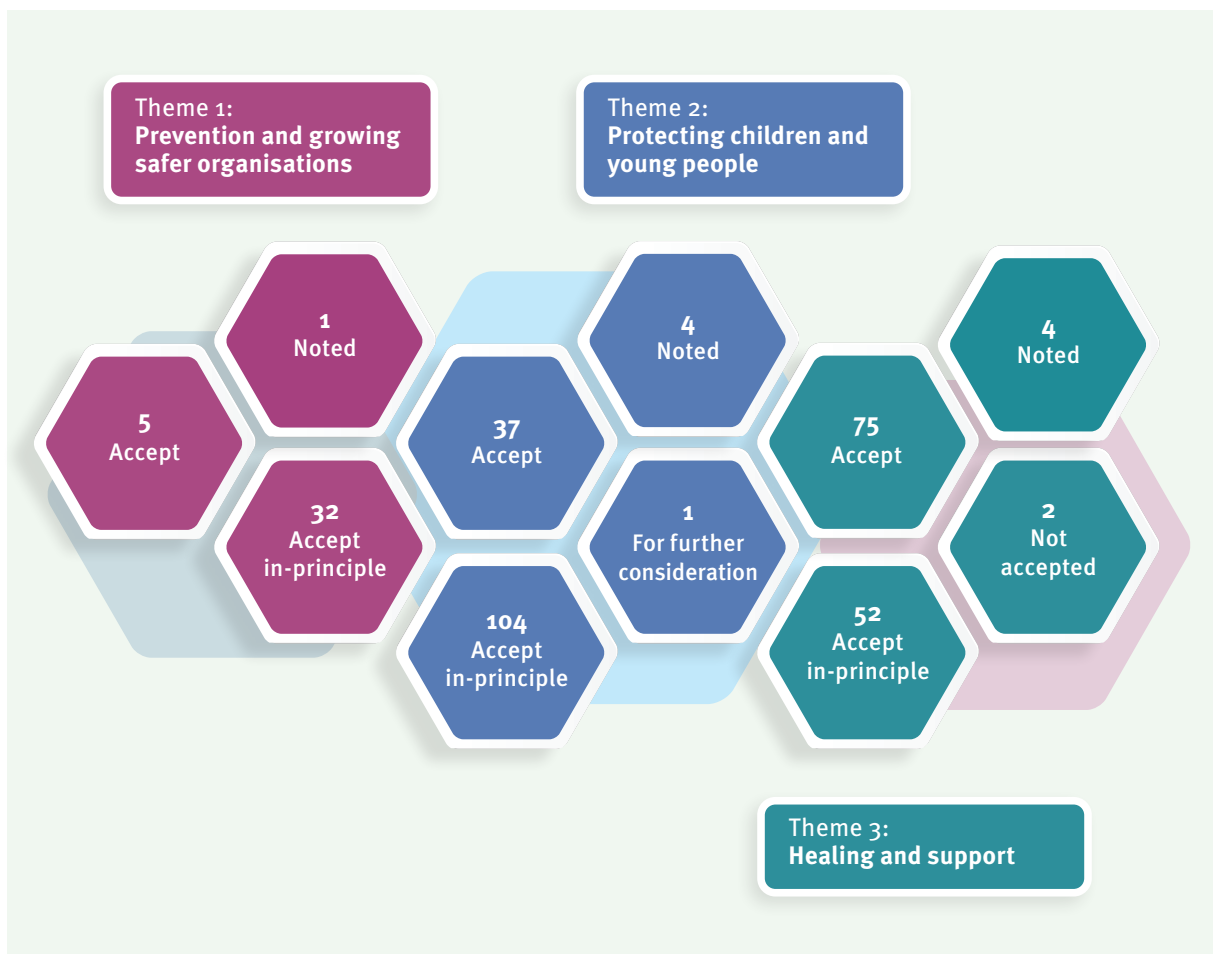 Theme 1:
Prevention and growing
safer organisations
Theme 2:
Protecting children and
young people
1
Noted
5
Accept
32
Accept
in-principle
4
Noted
37
Accept
1
For further
consideration
104
Accept
in-principle
4
Noted
75
Accept
2
Not
accepted
52
Accept
in-principle
Theme 3:
Healing and support